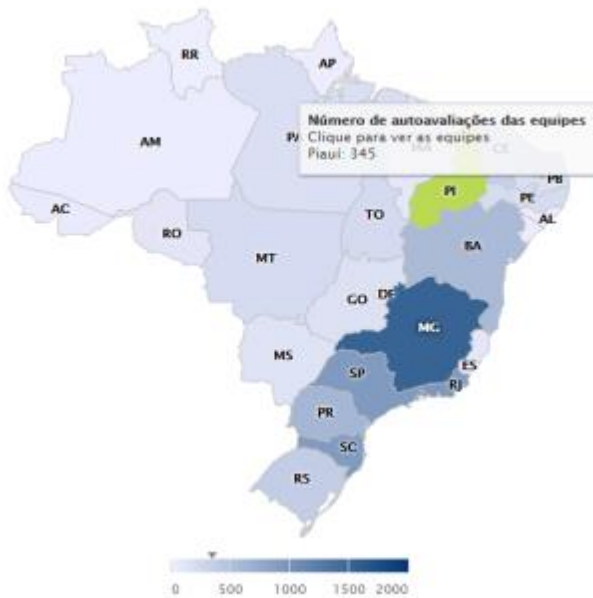 RR
AP
Número de autoavaliações das equipes
Clique para ver as equipes
Piauí: 345
AM
PA
MA
CE
PB
PI
PE
AC
AL
TO
RO
BA
MT
GO
DF
MG
MS
ES
SP
RJ
PR
SC
RS
0 500 1000 1500 2000